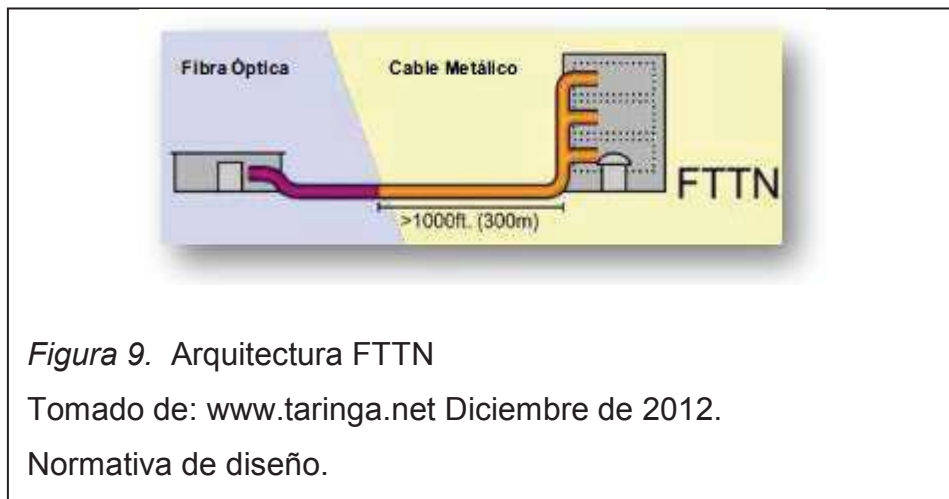 Fibra Óptica
Cable Metálico
FTTN
>1000ft. (300m)
Figura 9. Arquitectura FTTN
Tomado de: www.taringa.net Diciembre de 2012.
Normativa de diseño.